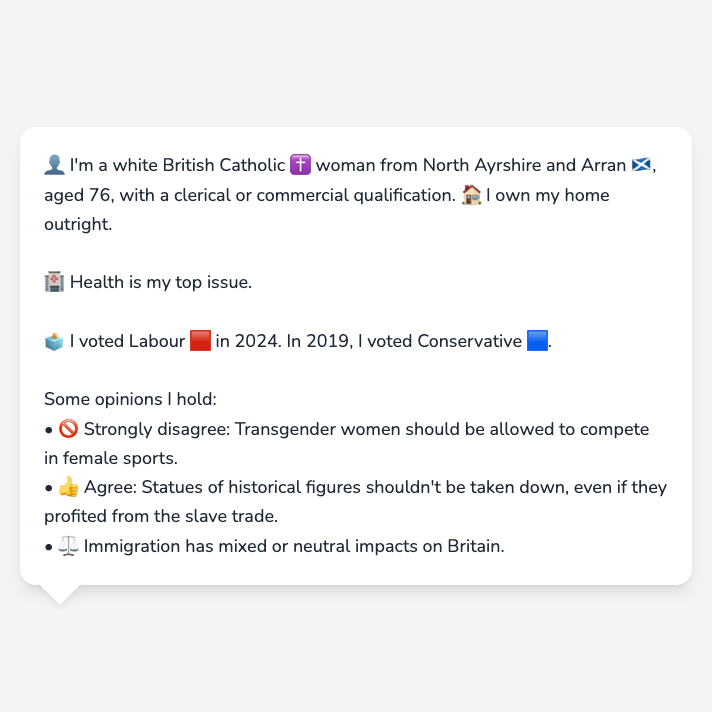 👤 I'm a white British Catholic ✝️ woman from North Ayrshire and Arran 🏴󠁧󠁢󠁳󠁣󠁴󠁿,
aged 76, with a clerical or commercial qualification. 🏠 I own my home
outright.
🏥 Health is my top issue.
🗳️ I voted Labour 🟥 in 2024. In 2019, I voted Conservative 🟦.
Some opinions I hold:
• 🚫 Strongly disagree: Transgender women should be allowed to compete
in female sports.
• 👍 Agree: Statues of historical figures shouldn't be taken down, even if they
profited from the slave trade.
• ⚖️ Immigration has mixed or neutral impacts on Britain.